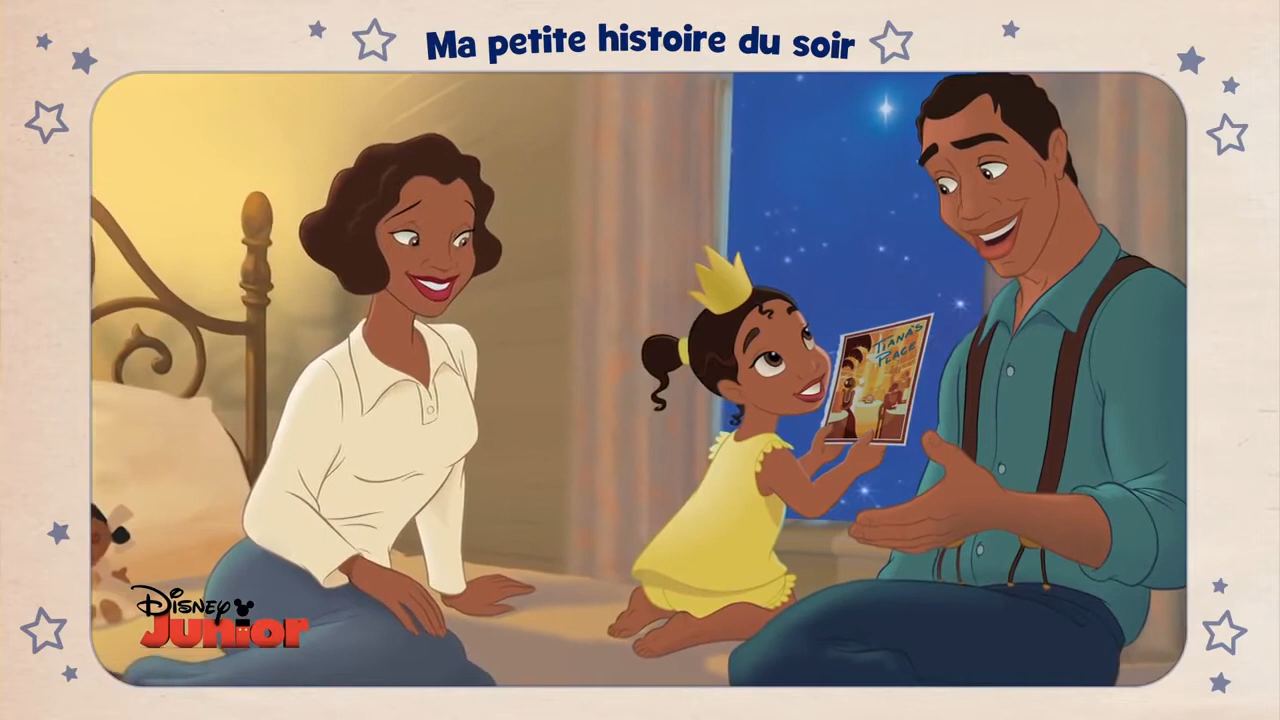 Ma petite histoire du soir
TIANA'S
PLACE
Disney
Junior